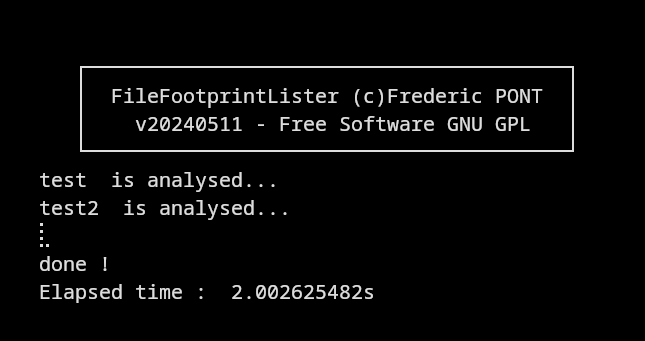 FileFootprintLister (c)Frederic PONT
v20240511 - Free Software GNU GPL
test  is analysed...
test2  is analysed...
⣇
done !
Elapsed time :  2.002625482s